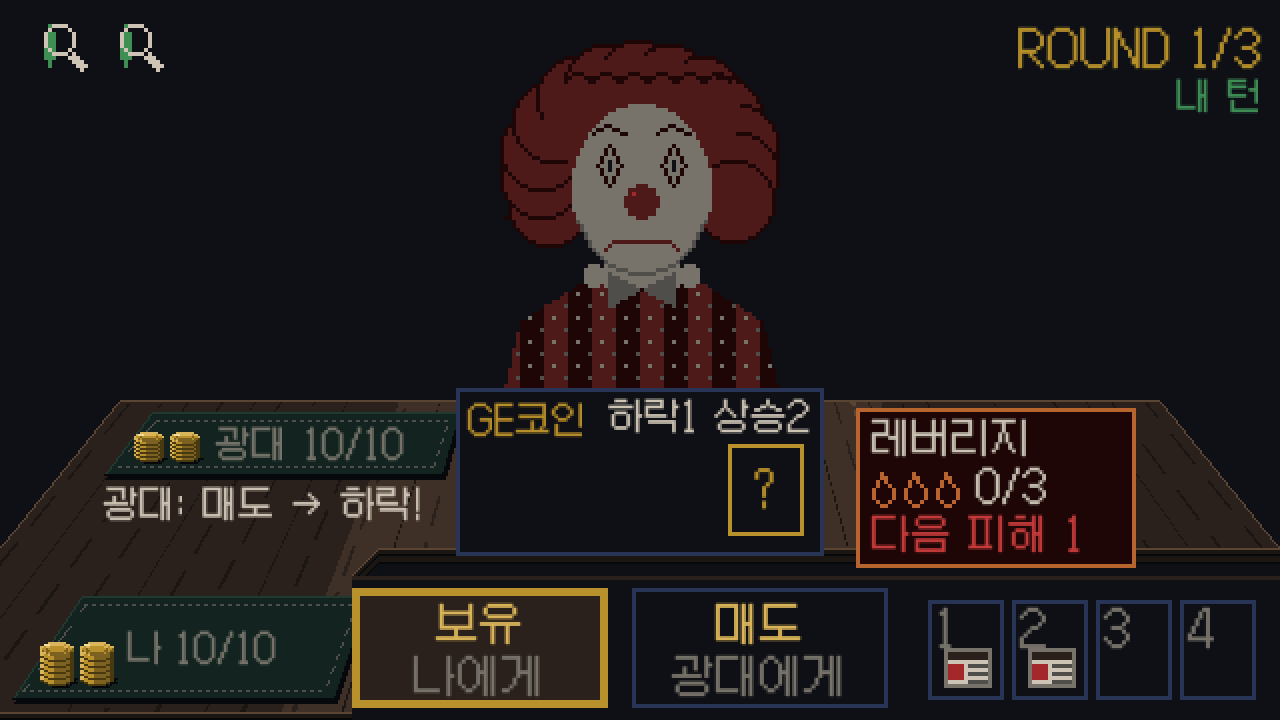 ROUND 1/3
내 턴
GE코인 하락1 상승2
?
광대 10/10
광대: 매도 → 하락!
레버리지
0/3
다음 피해 1
나 10/10
보유
나에게
매도
광대에게
1 2 3 4